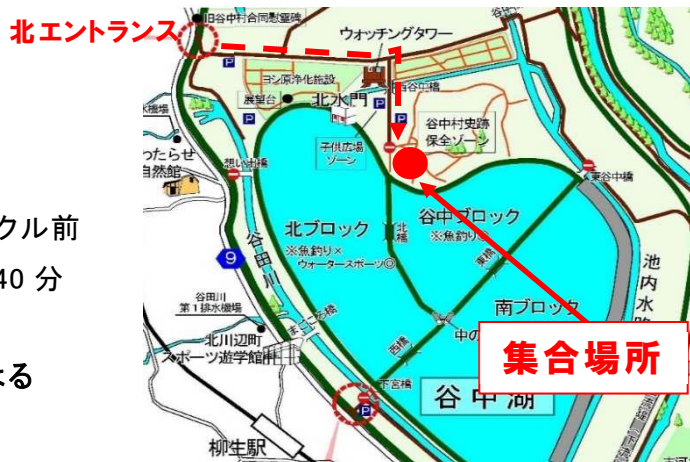 北エントランス
旧谷中村合同慰霊碑
ウォッチングタワー
ヨシ原浄化施設
展望台
北水門
西谷中橋
谷中村史跡
保全ゾーン
子供広場
ゾーン
わたらせ
自然館
想い出橋
東谷中橋
クル前
40 分
はる
北ブロック
※魚釣り×
ウォータースポーツ◎
北橋
谷中ブロック
※魚釣り
東橋
9
谷田川
谷田川
第1排水機場
池内水路
南ブロック
中の
まごころ橋
西橋
北川辺町
スポーツ遊学館
集合場所
下宮橋
谷中湖
柳生駅
P
P
P
P
P